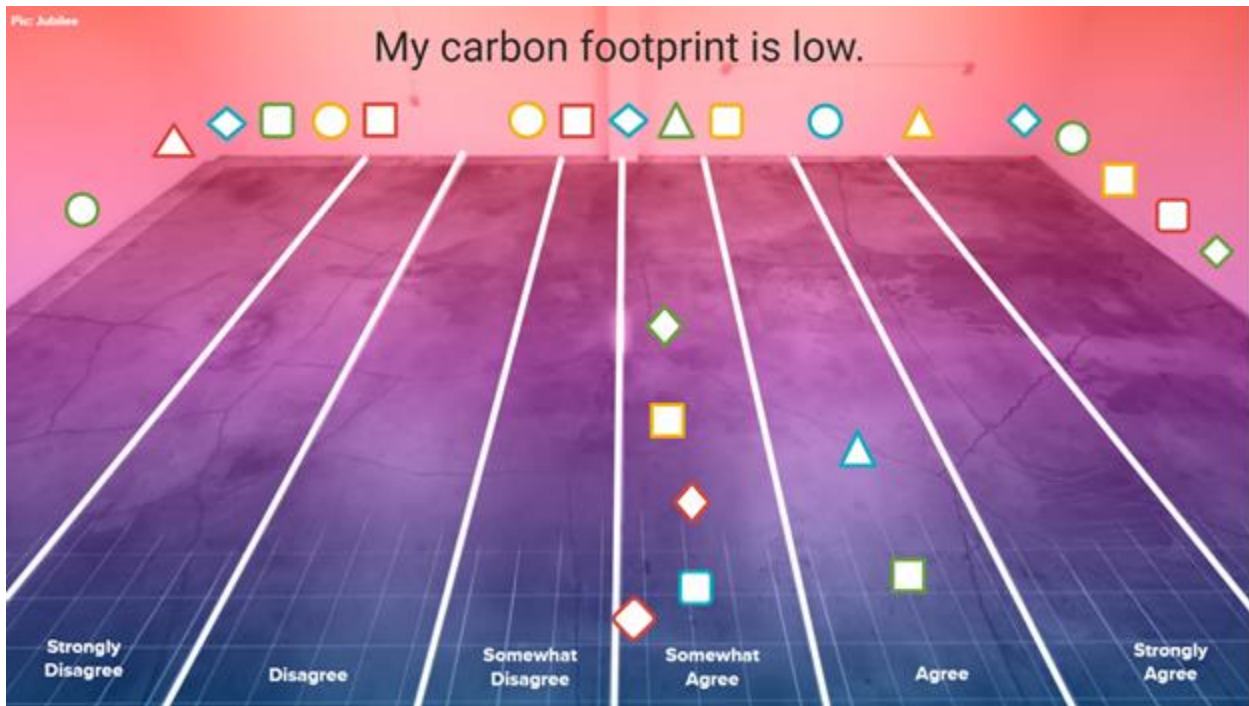 Pic: Jubilee
My carbon footprint is low.
Strongly
Disagree
Disagree
Somewhat
Disagree
Somewhat
Agree
Agree
Strongly
Agree